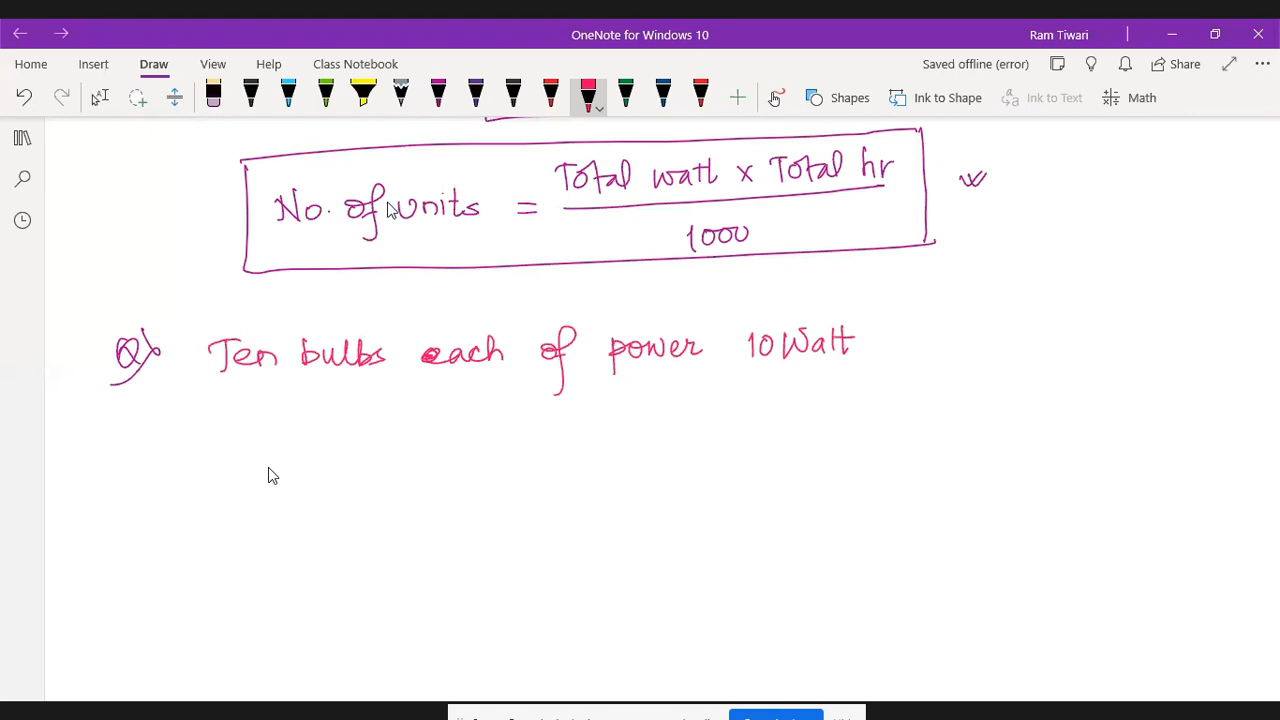 OneNote for Windows 10
Ram Tiwari
Home Insert Draw View Help Class Notebook
Saved offline (error)
Share
Shapes
Ink to Shape
Ink to Text
Math
No. of units = Total watt x Total hr
1000
Q) Ten bulbs each of power 10 Watt